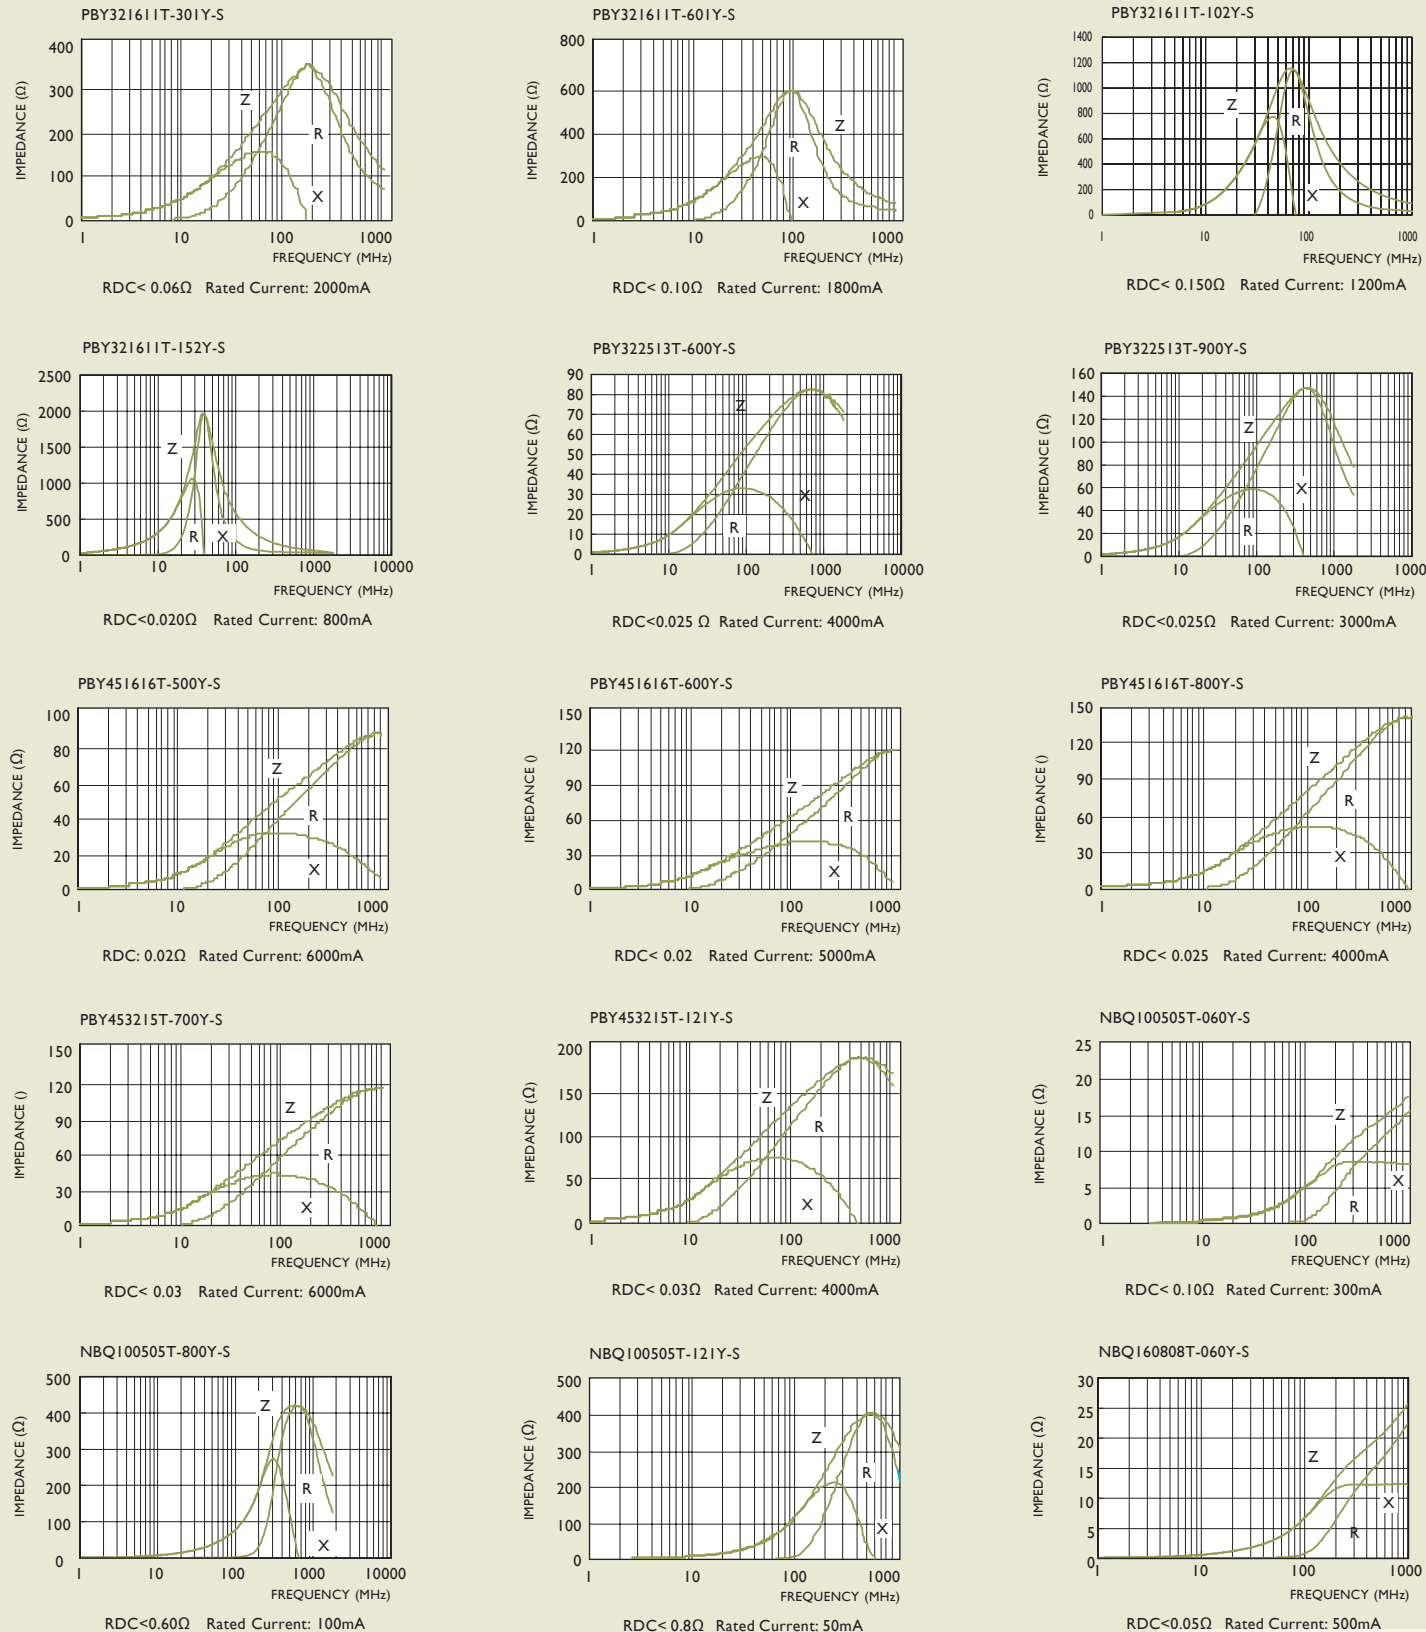 PBY321611T-301Y-S
400
300
200
100
0
IMPEDANCE (Ω)
Z
R
X
1 10 100 1000
FREQUENCY (MHz)
RDC< 0.06Ω Rated Current: 2000mA
PBY321611T-601Y-S
800
600
400
200
0
IMPEDANCE (Ω)
Z
R
X
1 10 100 1000
FREQUENCY (MHz)
RDC< 0.10Ω Rated Current: 1800mA
PBY321611T-102Y-S
1400
1200
1000
800
600
400
200
0
IMPEDANCE (Ω)
Z
R
X
1 10 100 1000
FREQUENCY (MHz)
RDC< 0.150Ω Rated Current: 1200mA
PBY321611T-152Y-S
2500
2000
1500
1000
500
0
IMPEDANCE (Ω)
Z
R X
1 10 100 1000 10000
FREQUENCY (MHz)
RDC<0.020Ω Rated Current: 800mA
PBY322513T-600Y-S
90
80
70
60
50
40
30
20
10
0
IMPEDANCE (Ω)
Z
X
R
1 10 100 1000 10000
FREQUENCY (MHz)
RDC<0.025 Ω Rated Current: 4000mA
PBY322513T-900Y-S
160
140
120
100
80
60
40
20
0
IMPEDANCE (Ω)
Z
X
R
1 10 100 1000 10000
FREQUENCY (MHz)
RDC<0.025Ω Rated Current: 3000mA
PBY451616T-500Y-S
100
80
60
40
20
0
IMPEDANCE (Ω)
Z
R
X
1 10 100 1000
FREQUENCY (MHz)
RDC: 0.02Ω Rated Current: 6000mA
PBY451616T-600Y-S
150
120
90
60
30
0
IMPEDANCE ()
Z
R
X
1 10 100 1000
FREQUENCY (MHz)
RDC< 0.02 Rated Current: 5000mA
PBY451616T-800Y-S
150
120
90
60
30
0
IMPEDANCE ()
Z
R
X
1 10 100 1000
FREQUENCY (MHz)
RDC< 0.025 Rated Current: 4000mA
PBY453215T-700Y-S
150
120
90
60
30
0
IMPEDANCE ()
Z
R
X
1 10 100 1000
FREQUENCY (MHz)
RDC< 0.03 Rated Current: 6000mA
PBY453215T-121Y-S
200
150
100
50
0
IMPEDANCE (Ω)
Z
R
X
1 10 100 1000
FREQUENCY (MHz)
RDC< 0.03Ω Rated Current: 4000mA
NBQ100505T-060Y-S
25
20
15
10
5
0
IMPEDANCE (Ω)
Z
X
R
1 10 100 1000
FREQUENCY (MHz)
RDC< 0.10Ω Rated Current: 300mA
NBQ100505T-800Y-S
500
400
300
200
100
0
IMPEDANCE (Ω)
Z
R
X
1 10 100 1000 10000
FREQUENCY (MHz)
RDC<0.60Ω Rated Current: 100mA
NBQ100505T-121Y-S
500
400
300
200
100
0
IMPEDANCE (Ω)
Z
R
X
1 10 100 1000
FREQUENCY (MHz)
RDC< 0.8Ω Rated Current: 50mA
NBQ160808T-060Y-S
30
25
20
15
10
5
0
IMPEDANCE (Ω)
Z
X
R
1 10 100 1000
FREQUENCY (MHz)
RDC<0.05Ω Rated Current: 500mA